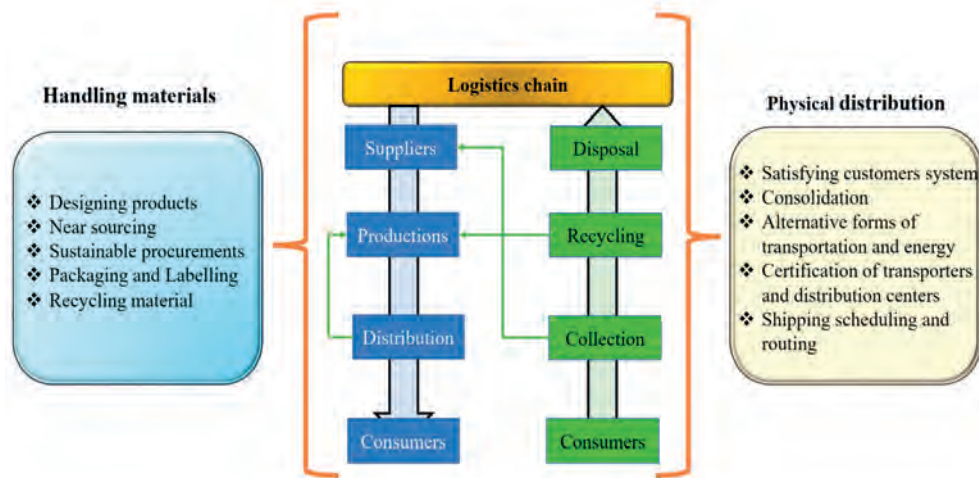 Handling materials
❖ Designing products
❖ Near sourcing
❖ Sustainable procurements
❖ Packaging and Labelling
❖ Recycling material
Logistics chain
Suppliers
Productions
Distribution
Consumers
Disposal
Recycling
Collection
Consumers
Physical distribution
❖ Satisfying customers system
❖ Consolidation
❖ Alternative forms of
transportation and energy
❖ Certification of transporters
and distribution centers
❖ Shipping scheduling and
routing